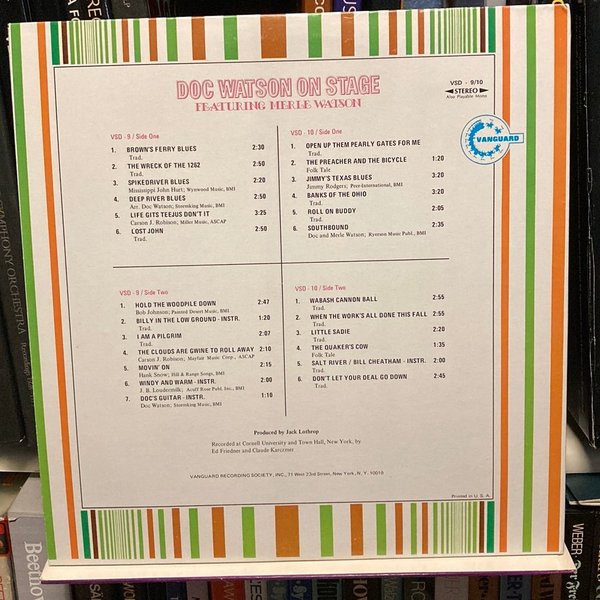 DOC WATSON ON STAGE
FEATURING MERLE WATSON
VSD - 9/10
STEREO
Also Playable Mono
VANGUARD
VSD - 9 / Side One
1. BROWN'S FERRY BLUES 2:30
Trad.
2. THE WRECK OF THE 1262 2:50
Trad.
3. SPIKEDRIVER BLUES 2:20
Mississippi John Hurt; Wynwood Music, BMI
4. DEEP RIVER BLUES 2:50
Arr. Doc Watson; Stormking Music, BMI
5. LIFE GITS TEEJUS DON'T IT 3:25
Carson J. Robison; Miller Music, ASCAP
6. LOST JOHN 2:50
Trad.
VSD - 10 / Side One
1. OPEN UP THEM PEARLY GATES FOR ME
Trad.
2. THE PREACHER AND THE BICYCLE 1:20
Folk Tale
3. JIMMY'S TEXAS BLUES 3:20
Jimmy Rodgers; Peer-International, BMI
4. BANKS OF THE OHIO 3:20
Trad.
5. ROLL ON BUDDY 2:05
Trad.
6. SOUTHBOUND 2:35
Doc and Merle Watson; Ryerson Music Publ., BMI
VSD - 9 / Side Two
1. HOLD THE WOODPILE DOWN 2:47
Bob Johnson; Painted Desert Music, BMI
2. BILLY IN THE LOW GROUND - INSTR. 1:20
Trad.
3. I AM A PILGRIM 2:07
Trad.
4. THE CLOUDS ARE GWINE TO ROLL AWAY 2:10
Carson J. Robison; Mayfair Music Corp., ASCAP
5. MOVIN' ON 2:15
Hank Snow; Hill & Range Songs, BMI
6. WINDY AND WARM - INSTR. 2:00
J. B. Loudermilk; Acuff Rose Publ. Inc., BMI
7. DOC'S GUITAR - INSTR. 1:10
Doc Watson; Stormking Music, BMI
VSD - 10 / Side Two
1. WABASH CANNON BALL 2:55
Trad.
2. WHEN THE WORK'S ALL DONE THIS FALL 2:55
Trad.
3. LITTLE SADIE 2:20
Trad.
4. THE QUAKER'S COW 1:35
Folk Tale
5. SALT RIVER / BILL CHEATHAM - INSTR. 2:00
Trad.
6. DON'T LET YOUR DEAL GO DOWN 2:45
Trad.
Produced by Jack Lothrop
Recorded at Cornell University and Town Hall, New York, by
Ed Friedner and Claude Karczmer
VANGUARD RECORDING SOCIETY, INC., 71 West 23rd Street, New York, N. Y. 10010
Printed in U. S. A.
SYMPHONY ORCHESTRA
Beetho
WEBER